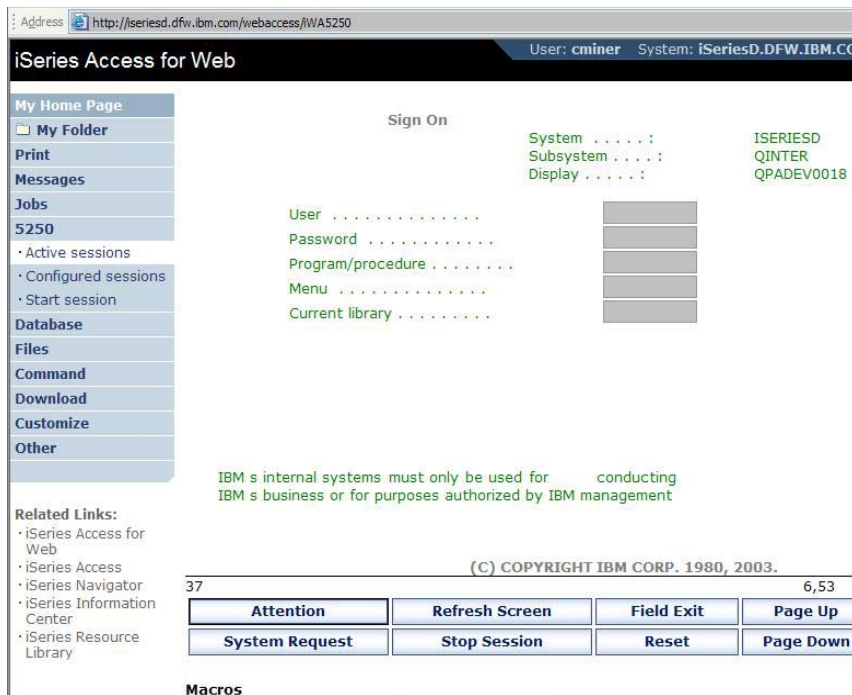 Address http://iseriesd.dfw.ibm.com/webaccess/iWA5250
iSeries Access for Web
User: cminer System: iSeriesD.DFW.IBM.CO
My Home Page
My Folder
Print
Messages
Jobs
5250
· Active sessions
· Configured sessions
· Start session
Database
Files
Command
Download
Customize
Other
Related Links:
· iSeries Access for
Web
· iSeries Access
· iSeries Navigator
· iSeries Information
Center
· iSeries Resource
Library
Sign On
System . . . . . : ISERIESD
Subsystem . . . . : QINTER
Display . . . . . : QPADEV0018
User . . . . . . . . . . . . . .
Password . . . . . . . . . . . .
Program/procedure . . . . . . . .
Menu . . . . . . . . . . . . . .
Current library . . . . . . . . .
IBM s internal systems must only be used for conducting
IBM s business or for purposes authorized by IBM management
(C) COPYRIGHT IBM CORP. 1980, 2003.
37 6,53
Attention Refresh Screen Field Exit Page Up
System Request Stop Session Reset Page Down
Macros